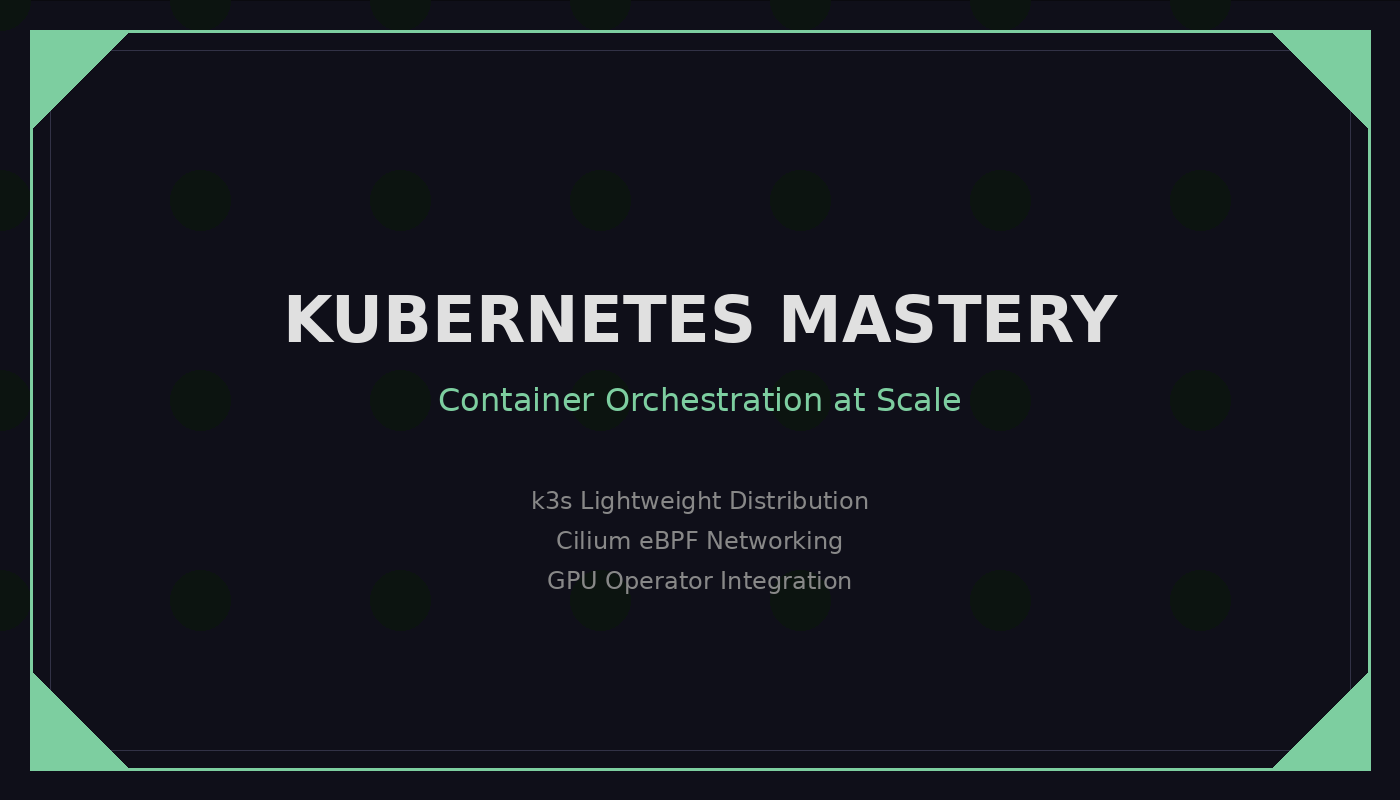 KUBERNETES MASTERY
Container Orchestration at Scale
k3s Lightweight Distribution
Cilium eBPF Networking
GPU Operator Integration